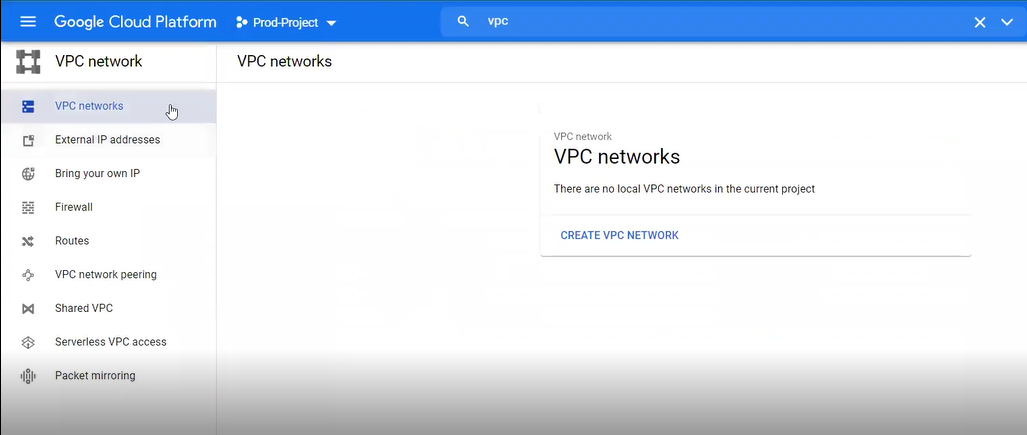 Google Cloud Platform
Prod-Project
vpc
VPC network
VPC networks
VPC networks
External IP addresses
Bring your own IP
Firewall
Routes
VPC network peering
Shared VPC
Serverless VPC access
Packet mirroring
VPC network
VPC networks
There are no local VPC networks in the current project
CREATE VPC NETWORK